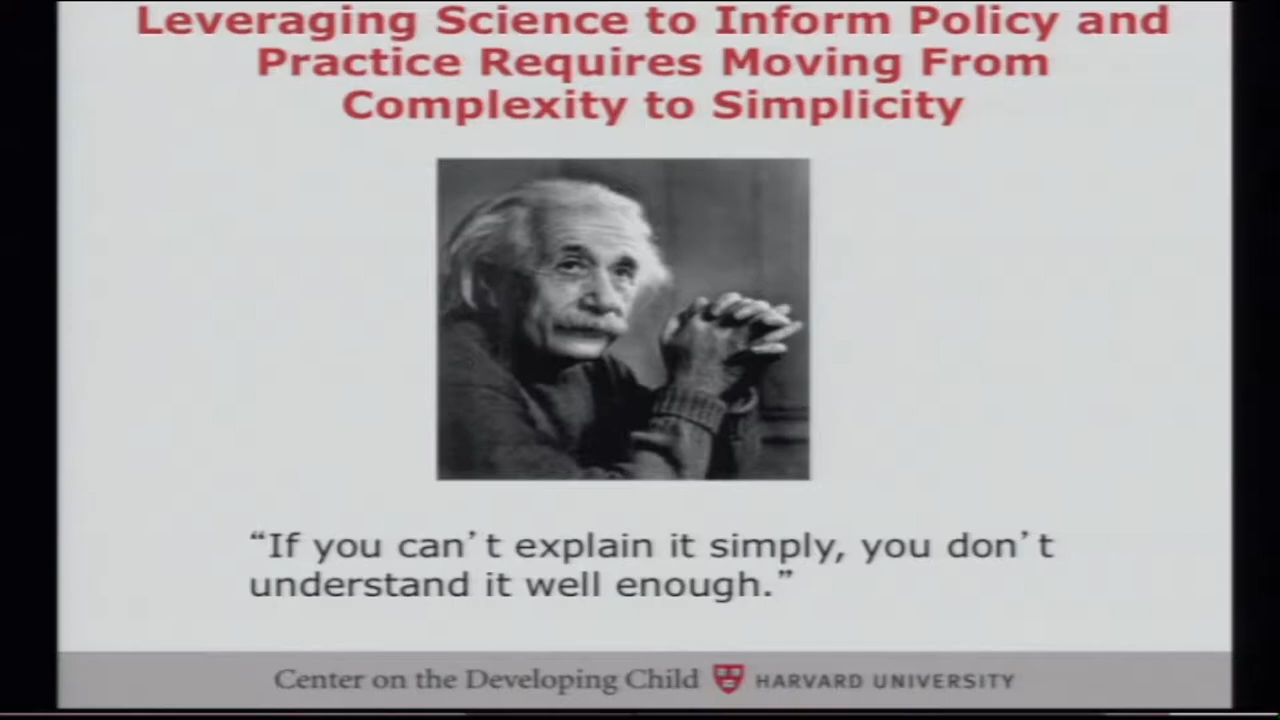 Leveraging Science to Inform Policy and
Practice Requires Moving From
Complexity to Simplicity
“If you can’t explain it simply, you don’t
understand it well enough.”
Center on the Developing Child HARVARD UNIVERSITY